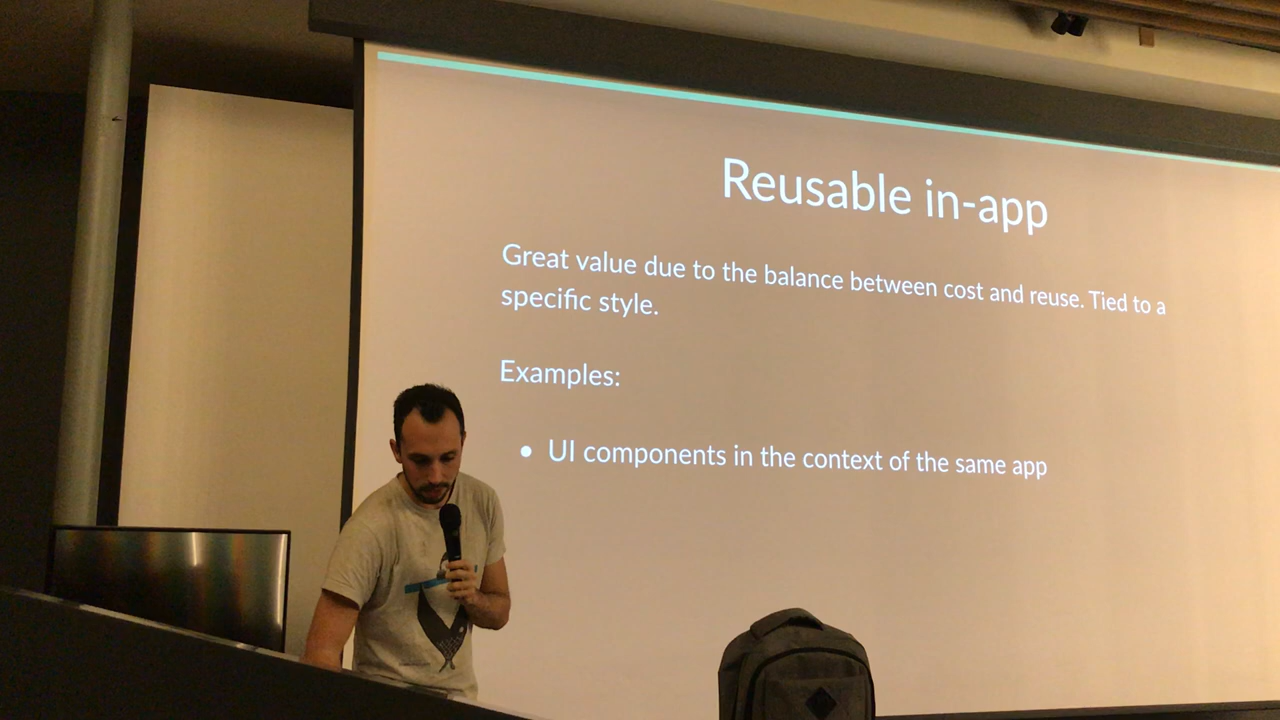 Reusable in-app
Great value due to the balance between cost and reuse. Tied to a
specific style.
Examples:
• UI components in the context of the same app